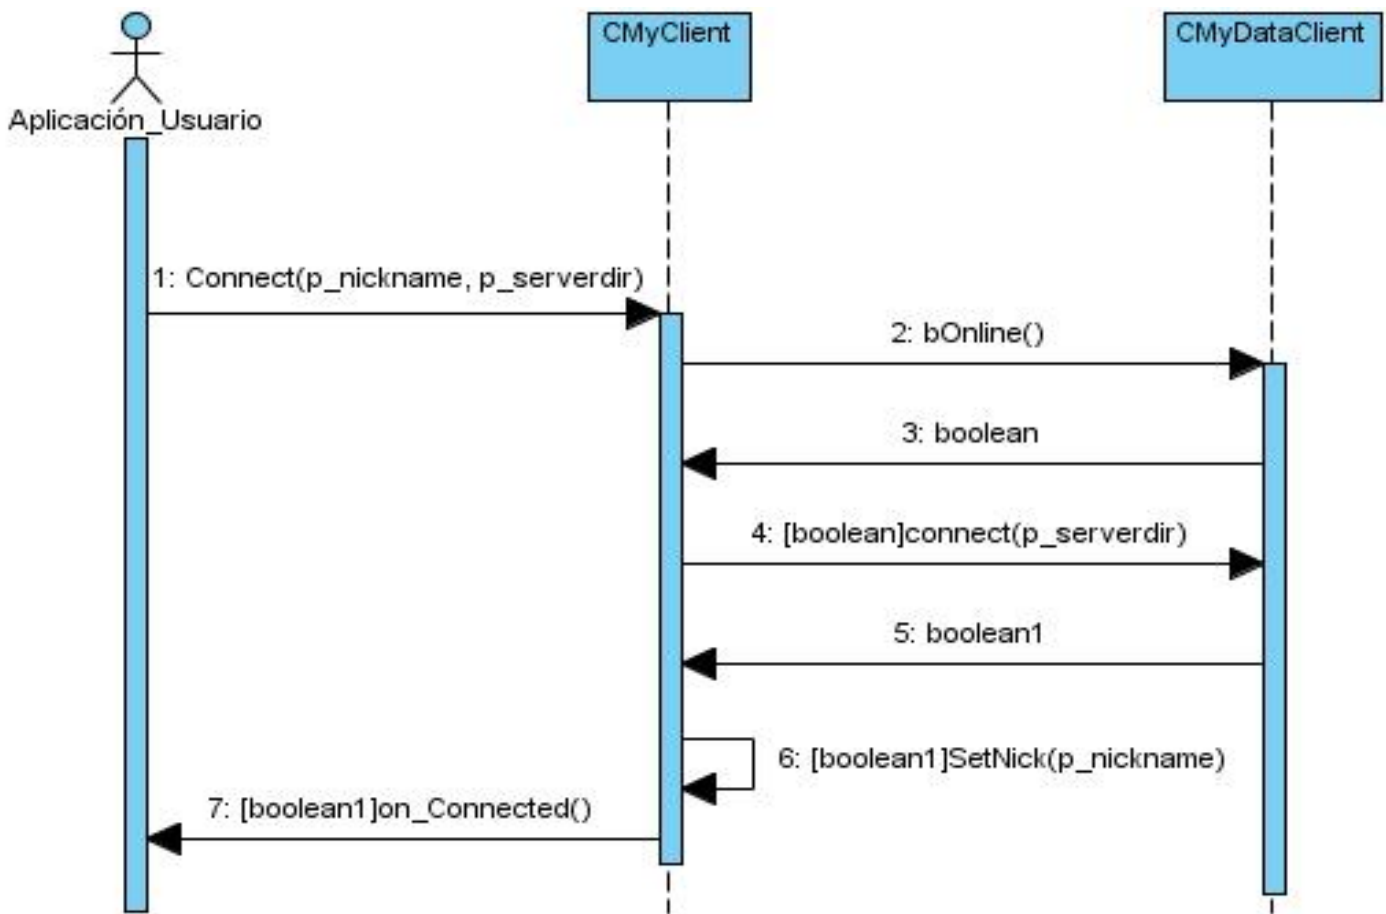 CMyClient
CMyDataClient
Aplicación_Usuario
1: Connect(p_nickname, p_serverdir)
2: bOnline()
3: boolean
4: [boolean]connect(p_serverdir)
5: boolean1
6: [boolean1]SetNick(p_nickname)
7: [boolean1]on_Connected()